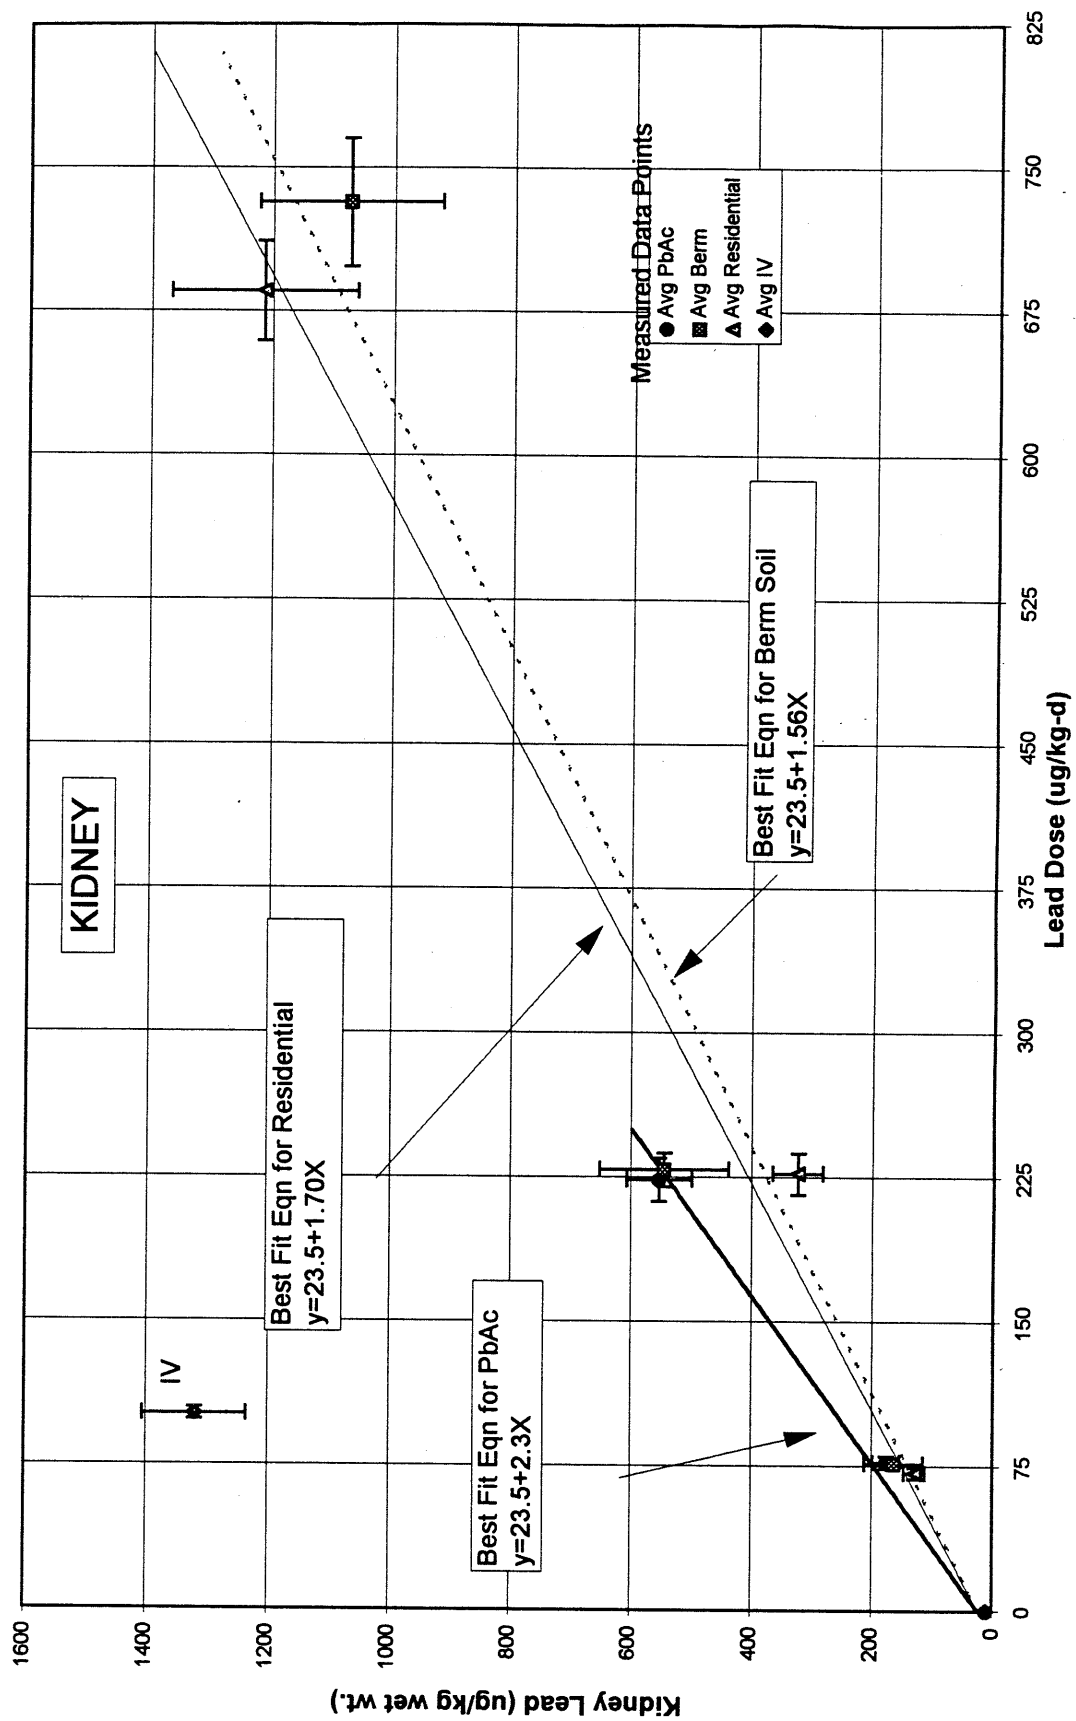 KIDNEY
1600
1400
1200
1000
800
600
400
200
0
Kidney Lead (ug/kg wet wt.)
IV
Best Fit Eqn for Residential
y=23.5+1.70X
Best Fit Eqn for PbAc
y=23.5+2.3X
Best Fit Eqn for Berm Soil
y=23.5+1.56X
Measured Data Points
Avg PbAc
Avg Berm
Avg Residential
Avg IV
0
75
150
225
300
375
450
525
600
675
750
825
Lead Dose (ug/kg-d)